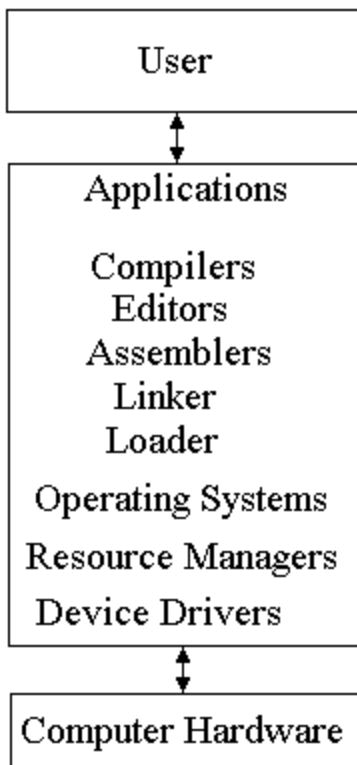 User
Applications
Compilers
Editors
Assemblers
Linker
Loader
Operating Systems
Resource Managers
Device Drivers
Computer Hardware